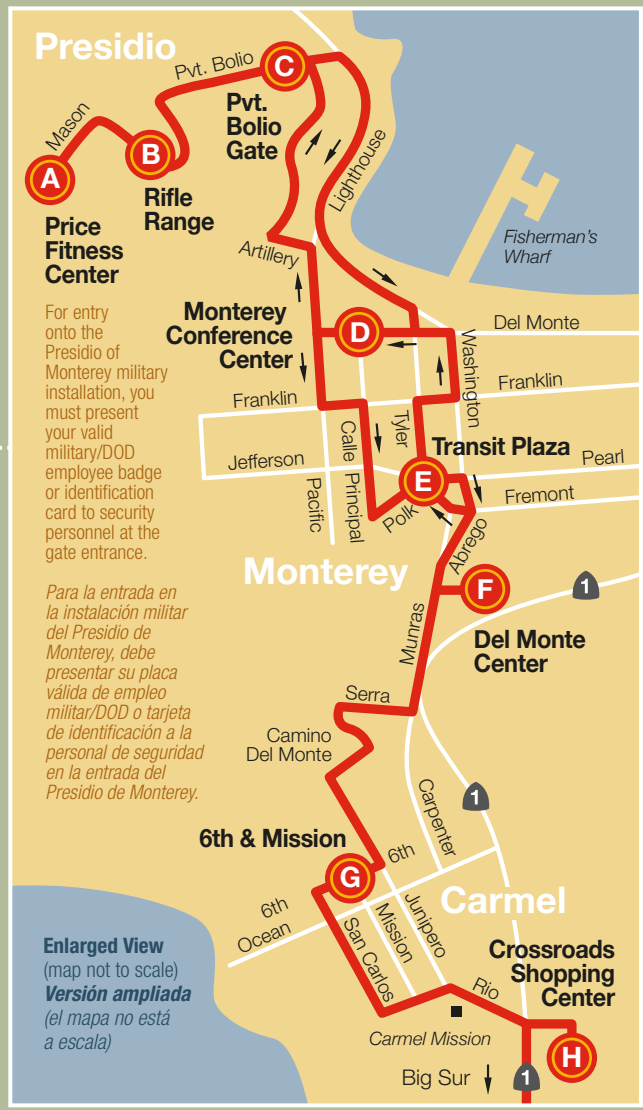 Presidio
Pvt. Bolio
C
Mason
B
A
Pvt.
Bolio
Gate
Rifle
Range
Price
Fitness
Center
Lighthouse
Artillery
Fisherman's
Wharf
For entry
onto the
Presidio of
Monterey military
installation, you
must present
your valid
military/DOD
employee badge
or identification
card to security
personnel at the
gate entrance.
Para la entrada en
la instalación militar
del Presidio de
Monterey, debe
presentar su placa
válida de empleo
militar/DOD o tarjeta
de identificación a la
personal de seguridad
en la entrada del
Presidio de Monterey.
Monterey
Conference
Center
D
Del Monte
Washington
Franklin
Franklin
Calle Principal
Tyler
Transit Plaza
Jefferson
Pacific
E
Pearl
Fremont
Polk
Abrego
Monterey
F
1
Del Monte
Center
Munras
Serra
Camino
Del Monte
Carpenter
1
6th & Mission
6th
G
Carmel
6th
Ocean
San Carlos
Mission
Junipero
Crossroads
Shopping
Center
Rio
Carmel Mission
H
Big Sur
1
Enlarged View
(map not to scale)
Versión ampliada
(el mapa no está
a escala)